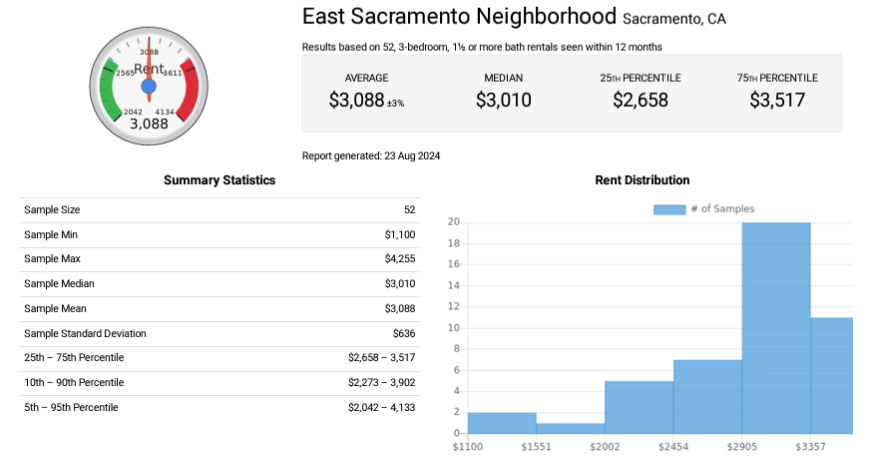 East Sacramento Neighborhood Sacramento, CA
Results based on 52, 3-bedroom, 1½ or more bath rentals seen within 12 months
AVERAGE MEDIAN 25TH PERCENTILE 75TH PERCENTILE
$3,088 ±3% $3,010 $2,658 $3,517
Report generated: 23 Aug 2024
3088
2565 Rent 3611
2042 4134
3,088
Summary Statistics
Sample Size 52
Sample Min $1,100
Sample Max $4,255
Sample Median $3,010
Sample Mean $3,088
Sample Standard Deviation $636
25th – 75th Percentile $2,658 – 3,517
10th – 90th Percentile $2,273 – 3,902
5th – 95th Percentile $2,042 – 4,133
Rent Distribution
# of Samples
20
18
16
14
12
10
8
6
4
2
0
$1100 $1551 $2002 $2454 $2905 $3357